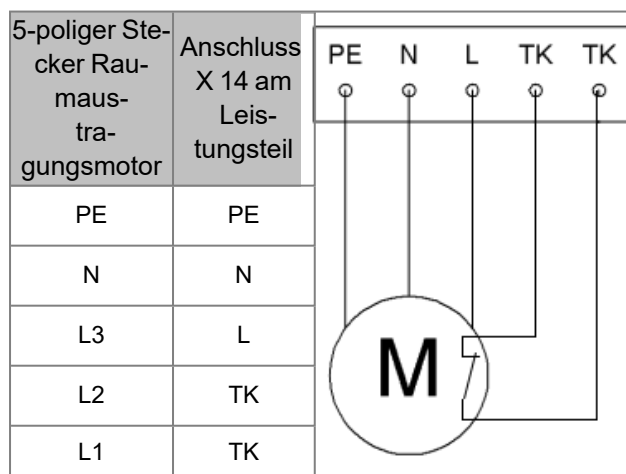 5-poliger Ste-
cker Rau-
maus-
tra-
gungsmotor
Anschluss
X 14 am
Leis-
tungsteil
PE PE
N N
L3 L
L2 TK
L1 TK
PE N L TK TK
M